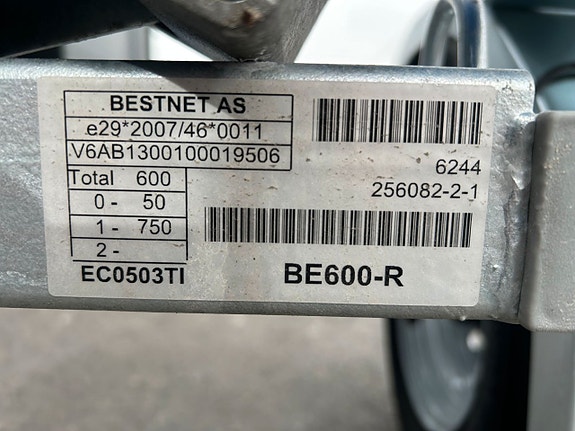 BESTNET AS
e29*2007/46*0011
V6AB1300100019506
Total 600
0 - 50
1 - 750
2 -
EC0503TI
6244
256082-2-1
BE600-R